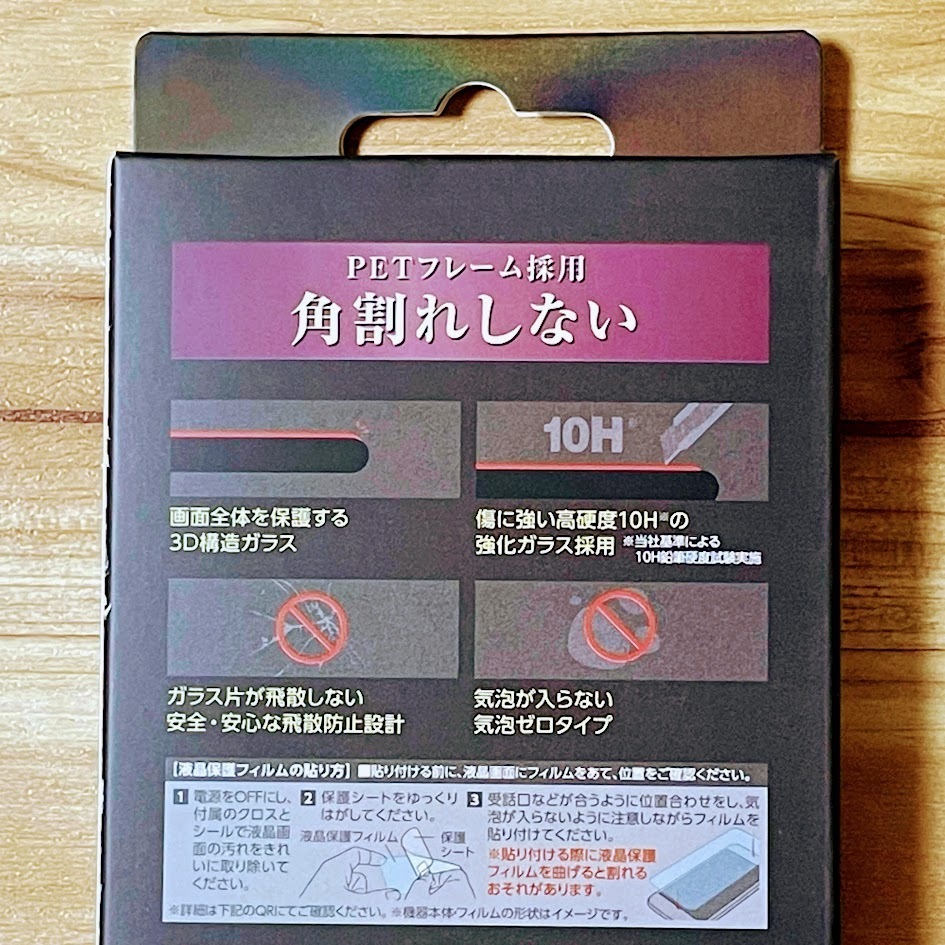 PETフレーム採用
角割れしない
10H※
画面全体を保護する
3D構造ガラス
傷に強い高硬度10H※の
強化ガラス採用 ※当社基準による
10H鉛筆硬度試験実施
ガラス片が飛散しない
安全・安心な飛散防止設計
気泡が入らない
気泡ゼロタイプ
【液晶保護フィルムの貼り方】■貼り付ける前に、液晶画面にフィルムをあて、位置をご確認ください。
1 電源をOFFにし、
付属のクロスと
シールで液晶画
面の汚れをきれ
いに取り除いて
ください。
2 保護シートをゆっくり
はがしてください。
液晶保護フィルム
保護
シート
3 受話口などが合うように位置合わせをし、気
泡が入らないように注意しながらフィルムを
貼り付けてください。
※貼り付ける際に液晶保護
フィルムを曲げると割れる
おそれがあります。
※詳細は下記のQRにてご確認ください。※機器本体・フィルムの形状はイメージです。